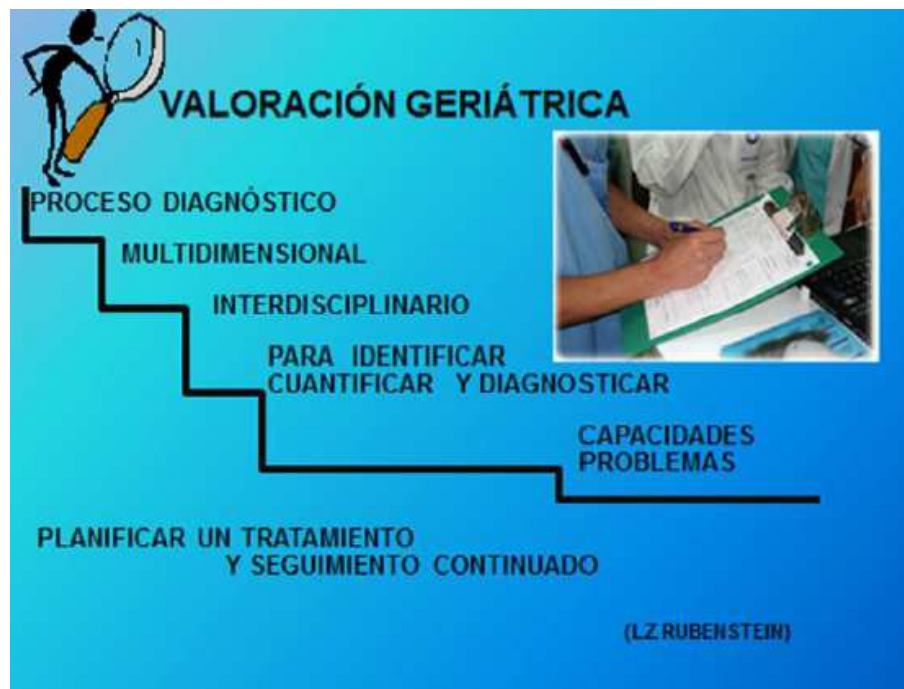 VALORACIÓN GERIÁTRICA
PROCESO DIAGNÓSTICO
MULTIDIMENSIONAL
INTERDISCIPLINARIO
PARA IDENTIFICAR
CUANTIFICAR Y DIAGNOSTICAR
CAPACIDADES
PROBLEMAS
PLANIFICAR UN TRATAMIENTO
Y SEGUIMIENTO CONTINUADO
(LZ RUBENSTEIN)